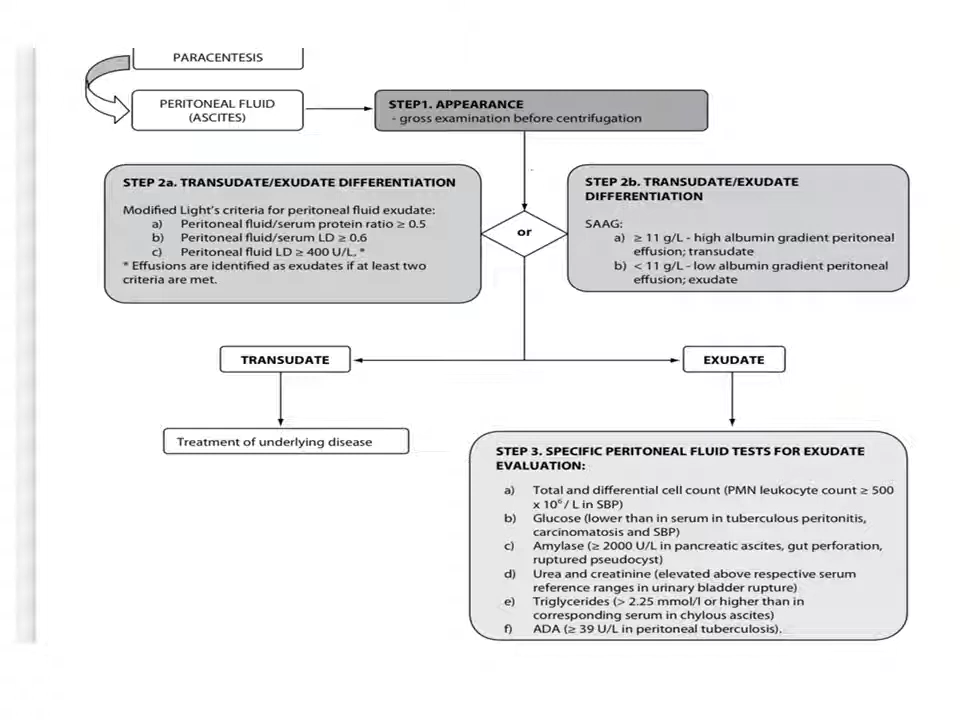 PARACENTESIS
PERITONEAL FLUID
(ASCITES)
STEP1. APPEARANCE
- gross examination before centrifugation
STEP 2a. TRANSUDATE/EXUDATE DIFFERENTIATION
Modified Light's criteria for peritoneal fluid exudate:
a) Peritoneal fluid/serum protein ratio ≥ 0.5
b) Peritoneal fluid/serum LD ≥ 0.6
c) Peritoneal fluid LD ≥ 400 U/L, *
* Effusions are identified as exudates if at least two
criteria are met.
or
STEP 2b. TRANSUDATE/EXUDATE
DIFFERENTIATION
SAAG:
a) ≥ 11 g/L - high albumin gradient peritoneal
effusion; transudate
b) < 11 g/L - low albumin gradient peritoneal
effusion; exudate
TRANSUDATE
EXUDATE
Treatment of underlying disease
STEP 3. SPECIFIC PERITONEAL FLUID TESTS FOR EXUDATE
EVALUATION:
a) Total and differential cell count (PMN leukocyte count ≥ 500
x 10⁶/ L in SBP)
b) Glucose (lower than in serum in tuberculous peritonitis,
carcinomatosis and SBP)
c) Amylase (≥ 2000 U/L in pancreatic ascites, gut perforation,
ruptured pseudocyst)
d) Urea and creatinine (elevated above respective serum
reference ranges in urinary bladder rupture)
e) Triglycerides (> 2.25 mmol/l or higher than in
corresponding serum in chylous ascites)
f) ADA (≥ 39 U/L in peritoneal tuberculosis).